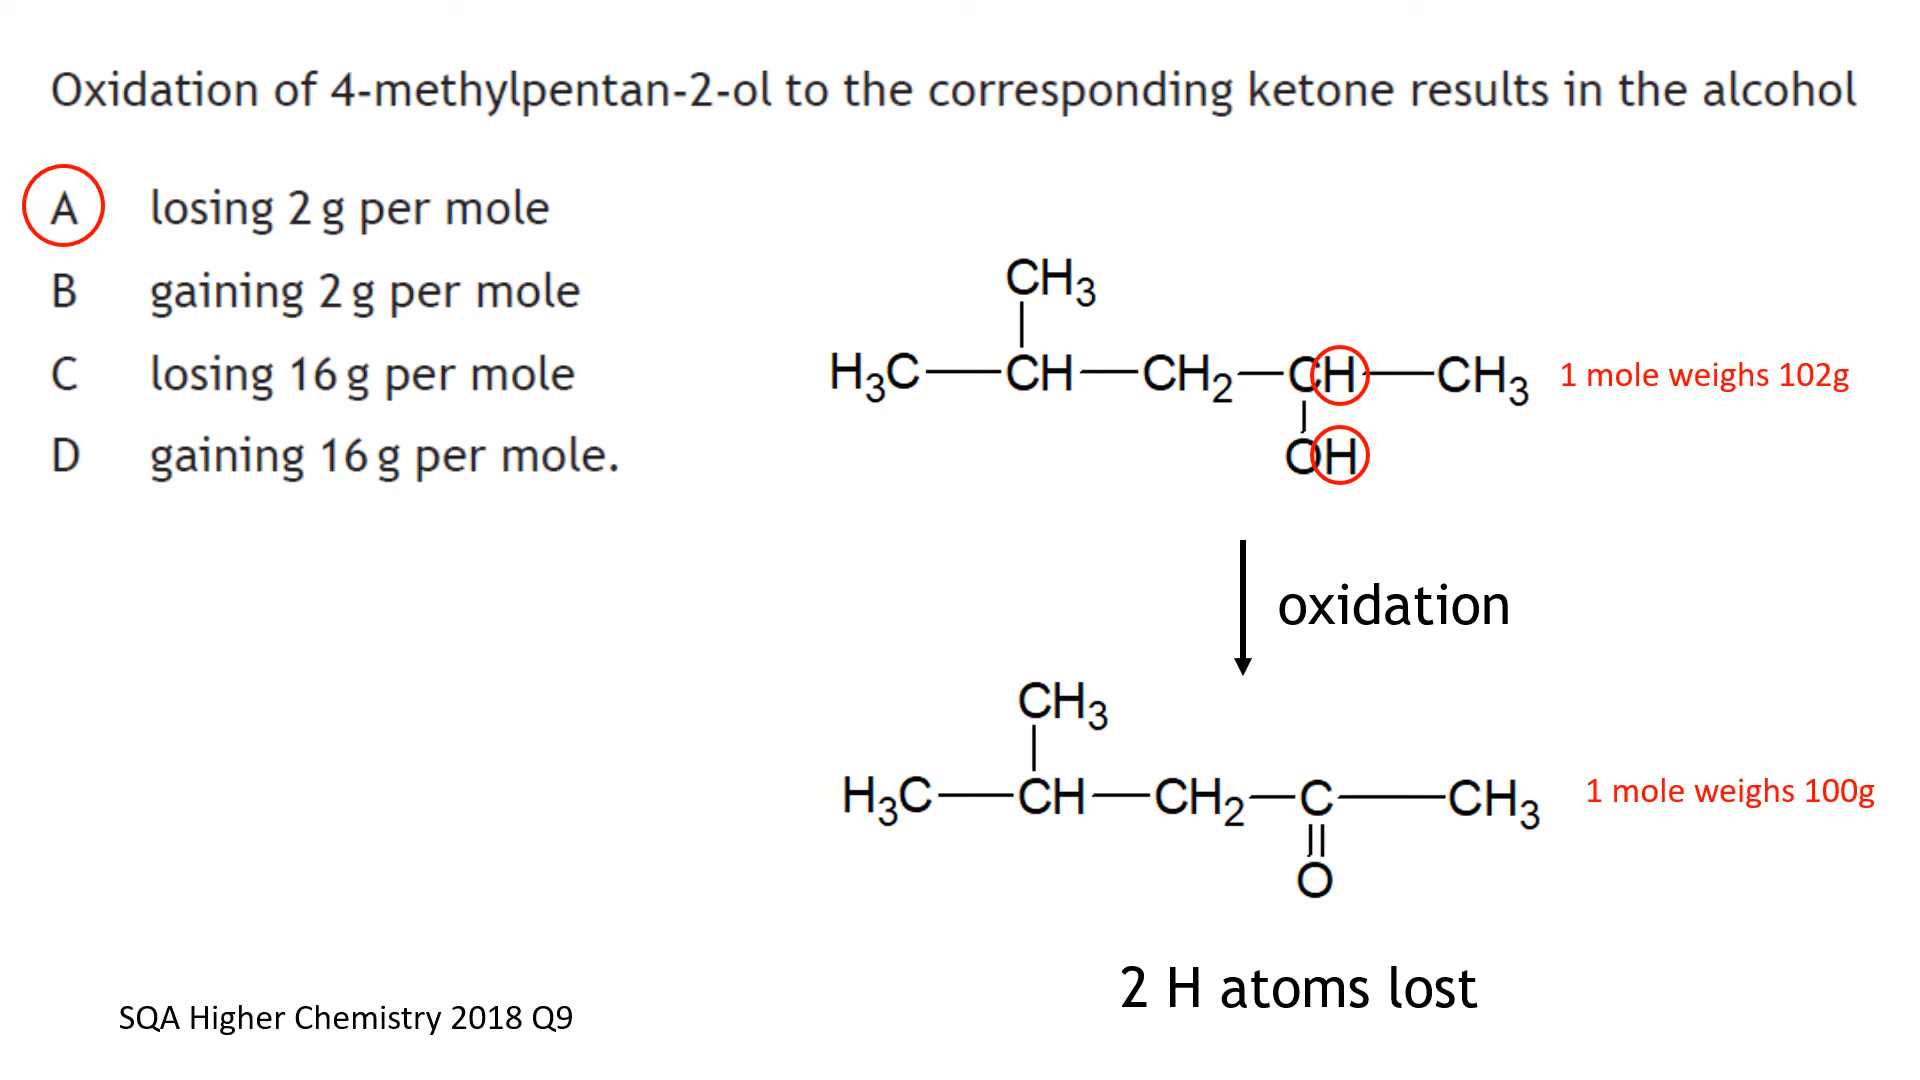 Oxidation of 4-methylpentan-2-ol to the corresponding ketone results in the alcohol
A losing 2 g per mole
B gaining 2 g per mole
C losing 16 g per mole
D gaining 16 g per mole.
CH₃
H₃C—CH—CH₂—CH—CH₃ 1 mole weighs 102g
OH
oxidation
CH₃
H₃C—CH—CH₂—C—CH₃ 1 mole weighs 100g
O
2 H atoms lost
SQA Higher Chemistry 2018 Q9